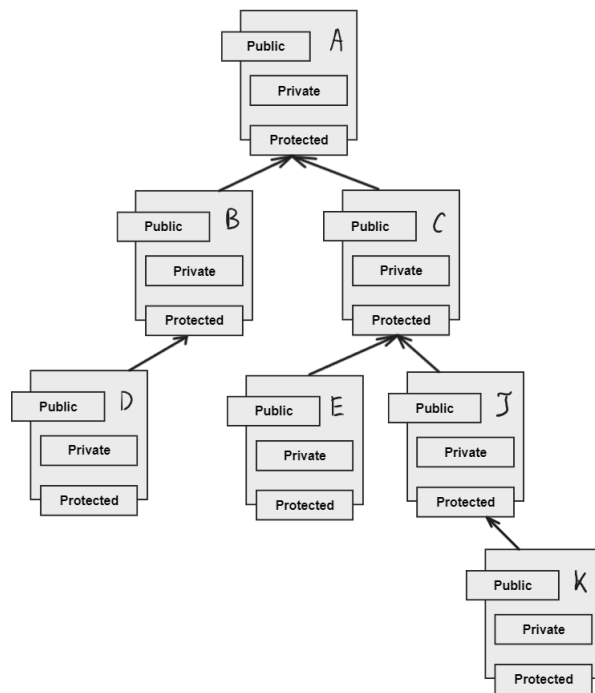 A
Public
Private
Protected
B
Public
Private
Protected
C
Public
Private
Protected
D
Public
Private
Protected
E
Public
Private
Protected
J
Public
Private
Protected
K
Public
Private
Protected